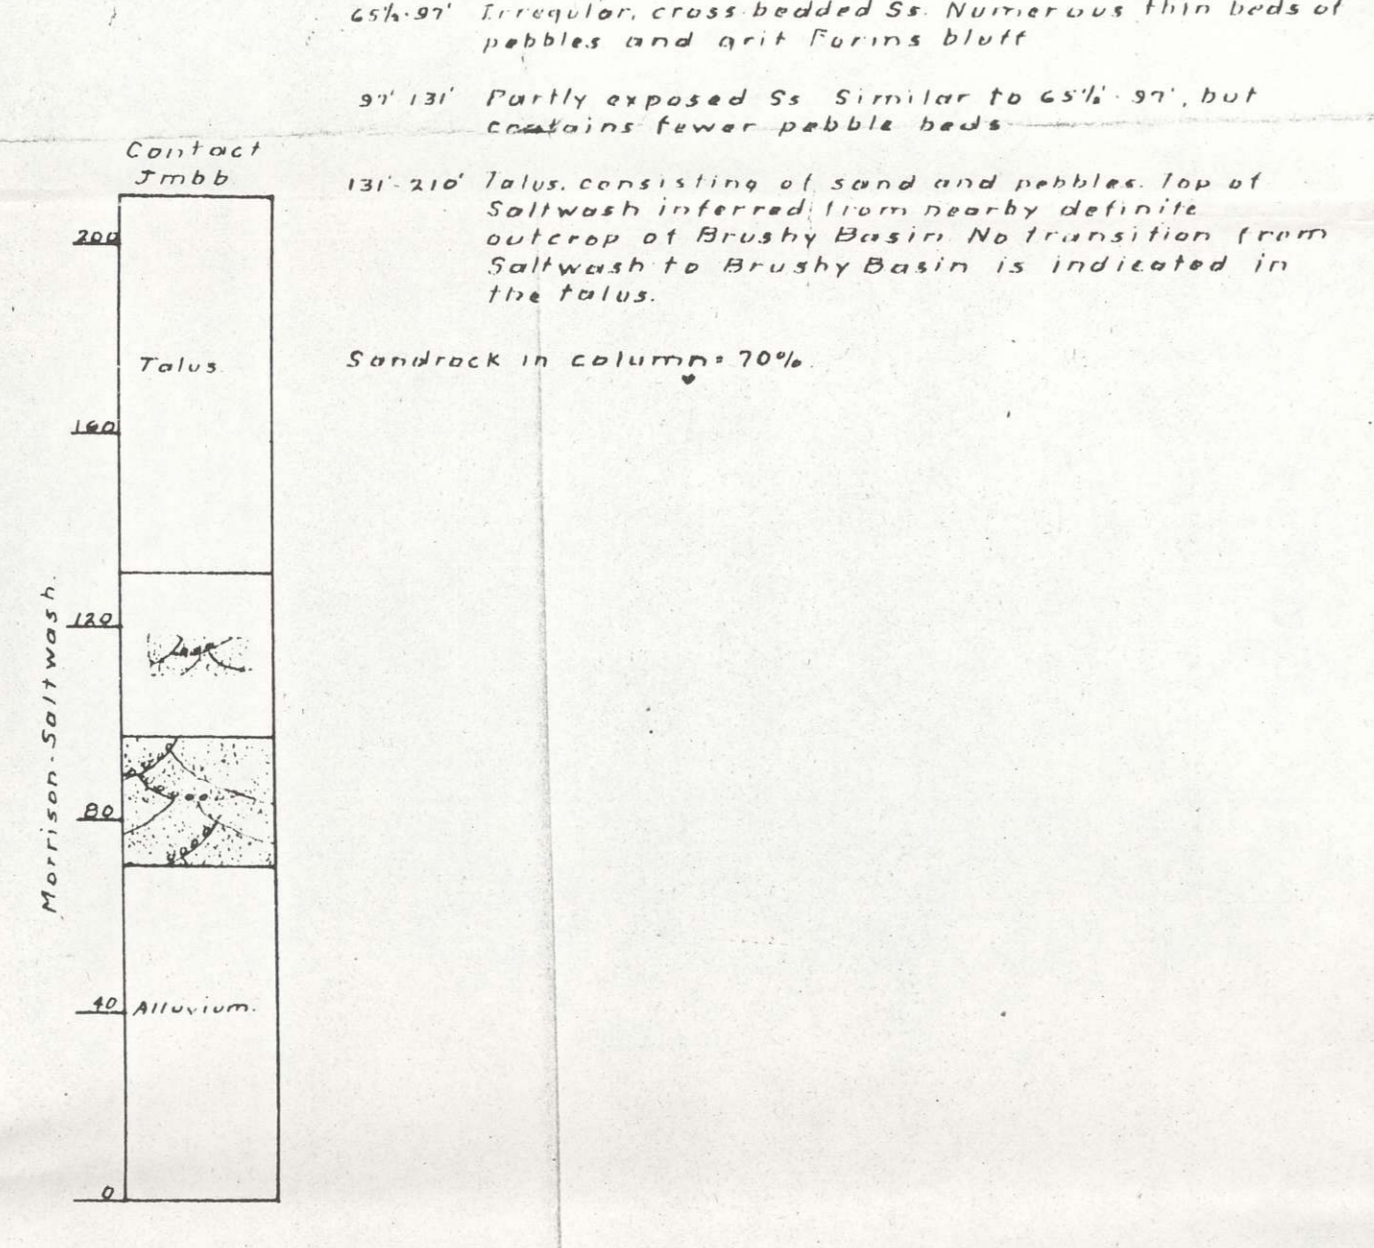 65½-97' Irregular, cross-bedded Ss. Numerous thin beds of
pebbles and grit Forms bluff
97'-131' Partly exposed Ss Similar to 65½'-97', but
contains fewer pebble beds
131'-210' Talus, consisting of sand and pebbles. Top of
Saltwash inferred from nearby definite
outcrop of Brushy Basin. No transition from
Saltwash to Brushy Basin is indicated in
the talus.
Sandrock in column = 70%.
Contact
Jmbb
200
Talus
160
120
80
40
Alluvium.
0
Morrison-Saltwash.